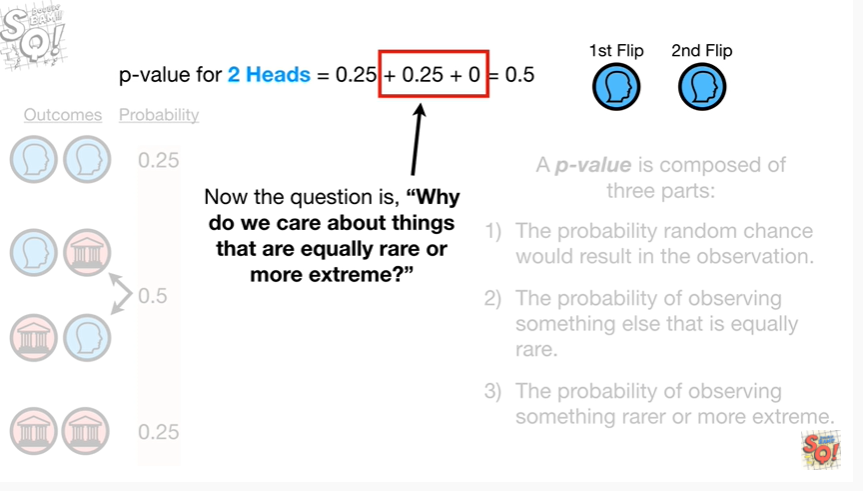 p-value for 2 Heads = 0.25 + 0.25 + 0 = 0.5
1st Flip 2nd Flip
Outcomes Probability
0.25
0.5
0.25
Now the question is, “Why
do we care about things
that are equally rare or
more extreme?”
A p-value is composed of
three parts:
1) The probability random chance
would result in the observation.
2) The probability of observing
something else that is equally
rare.
3) The probability of observing
something rarer or more extreme.
SQ!
SQ!